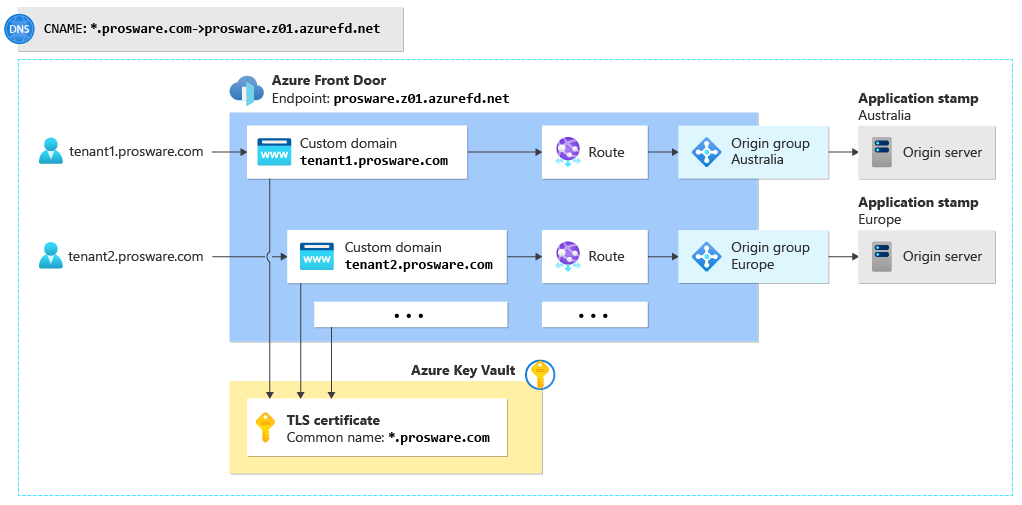 DNS
CNAME: *.prosware.com->prosware.z01.azurefd.net
Azure Front Door
Endpoint: prosware.z01.azurefd.net
Application stamp
Australia
tenant1.prosware.com
www
Custom domain
tenant1.prosware.com
Route
Origin group
Australia
Origin server
Application stamp
Europe
tenant2.prosware.com
www
Custom domain
tenant2.prosware.com
Route
Origin group
Europe
Origin server
• • •
• • •
Azure Key Vault
TLS certificate
Common name: *.prosware.com